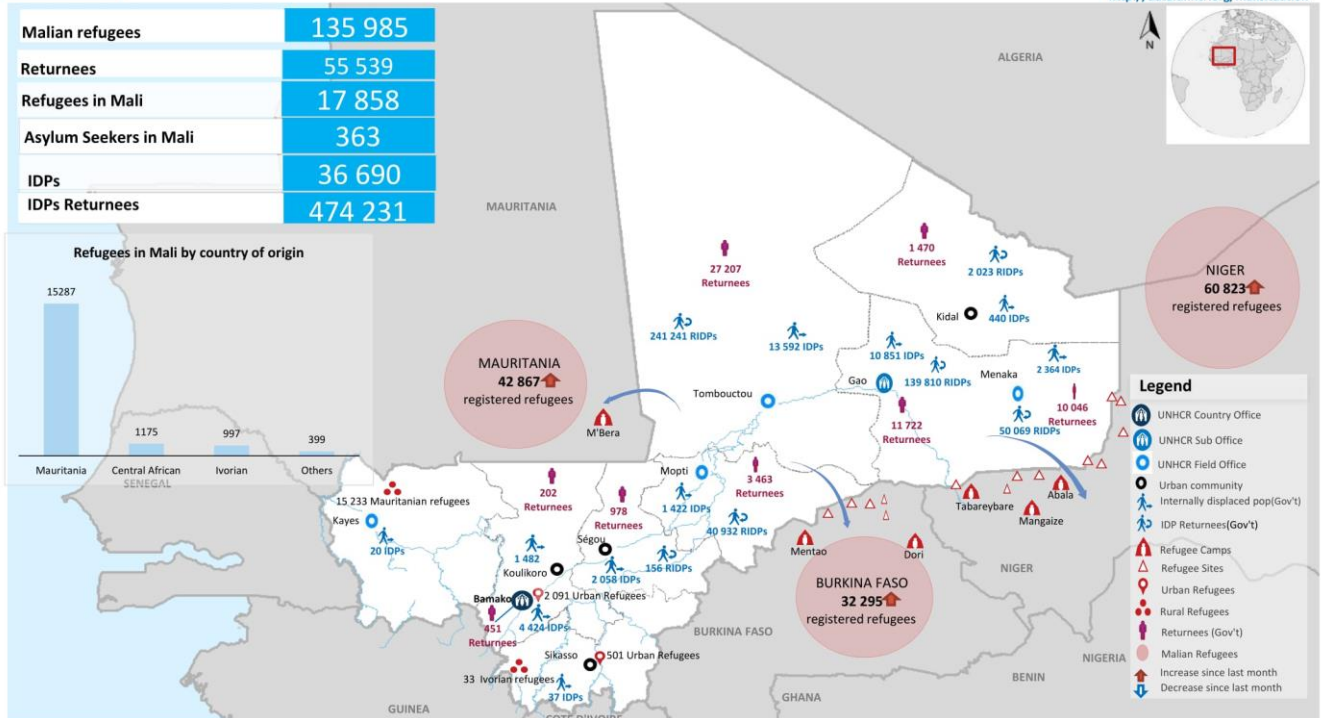 Malian refugees 135 985
Returnees 55 539
Refugees in Mali 17 858
Asylum Seekers in Mali 363
IDPs 36 690
IDPs Returnees 474 231
Refugees in Mali by country of origin
15287
1175
997
399
Mauritania
Central African
Ivorian
Others
SENEGAL
N
ALGERIA
MAURITANIA
1 470
Returnees
2 023 RIDPs
27 207
Returnees
Kidal
440 IDPs
241 241 RIDPs
13 592 IDPs
10 851 IDPs
139 810 RIDPs
2 364 IDPs
Menaka
Gao
Tombouctou
10 046
Returnees
50 069 RIDPs
11 722
Returnees
NIGER
60 823
registered refugees
MAURITANIA
42 867
registered refugees
M'Bera
Mopti
3 463
Returnees
1 422 IDPs
40 932 RIDPs
202
Returnees
978
Returnees
15 233 Mauritanian refugees
Kayes
20 IDPs
Ségou
1 482
Koulikoro
2 058 IDPs
156 RIDPs
Bamako
2 091 Urban Refugees
451
Returnees
4 424 IDPs
Sikasso
501 Urban Refugees
33 Ivorian refugees
37 IDPs
Tabareybare
Abala
Mangaize
Mentao
Dori
NIGER
BURKINA FASO
32 295
registered refugees
BURKINA FASO
NIGERIA
BENIN
GHANA
GUINEA
COTE D'IVOIRE
Legend
UNHCR Country Office
UNHCR Sub Office
UNHCR Field Office
Urban community
Internally displaced pop(Gov't)
IDP Returnees(Gov't)
Refugee Camps
Refugee Sites
Urban Refugees
Rural Refugees
Returnees (Gov't)
Malian Refugees
Increase since last month
Decrease since last month